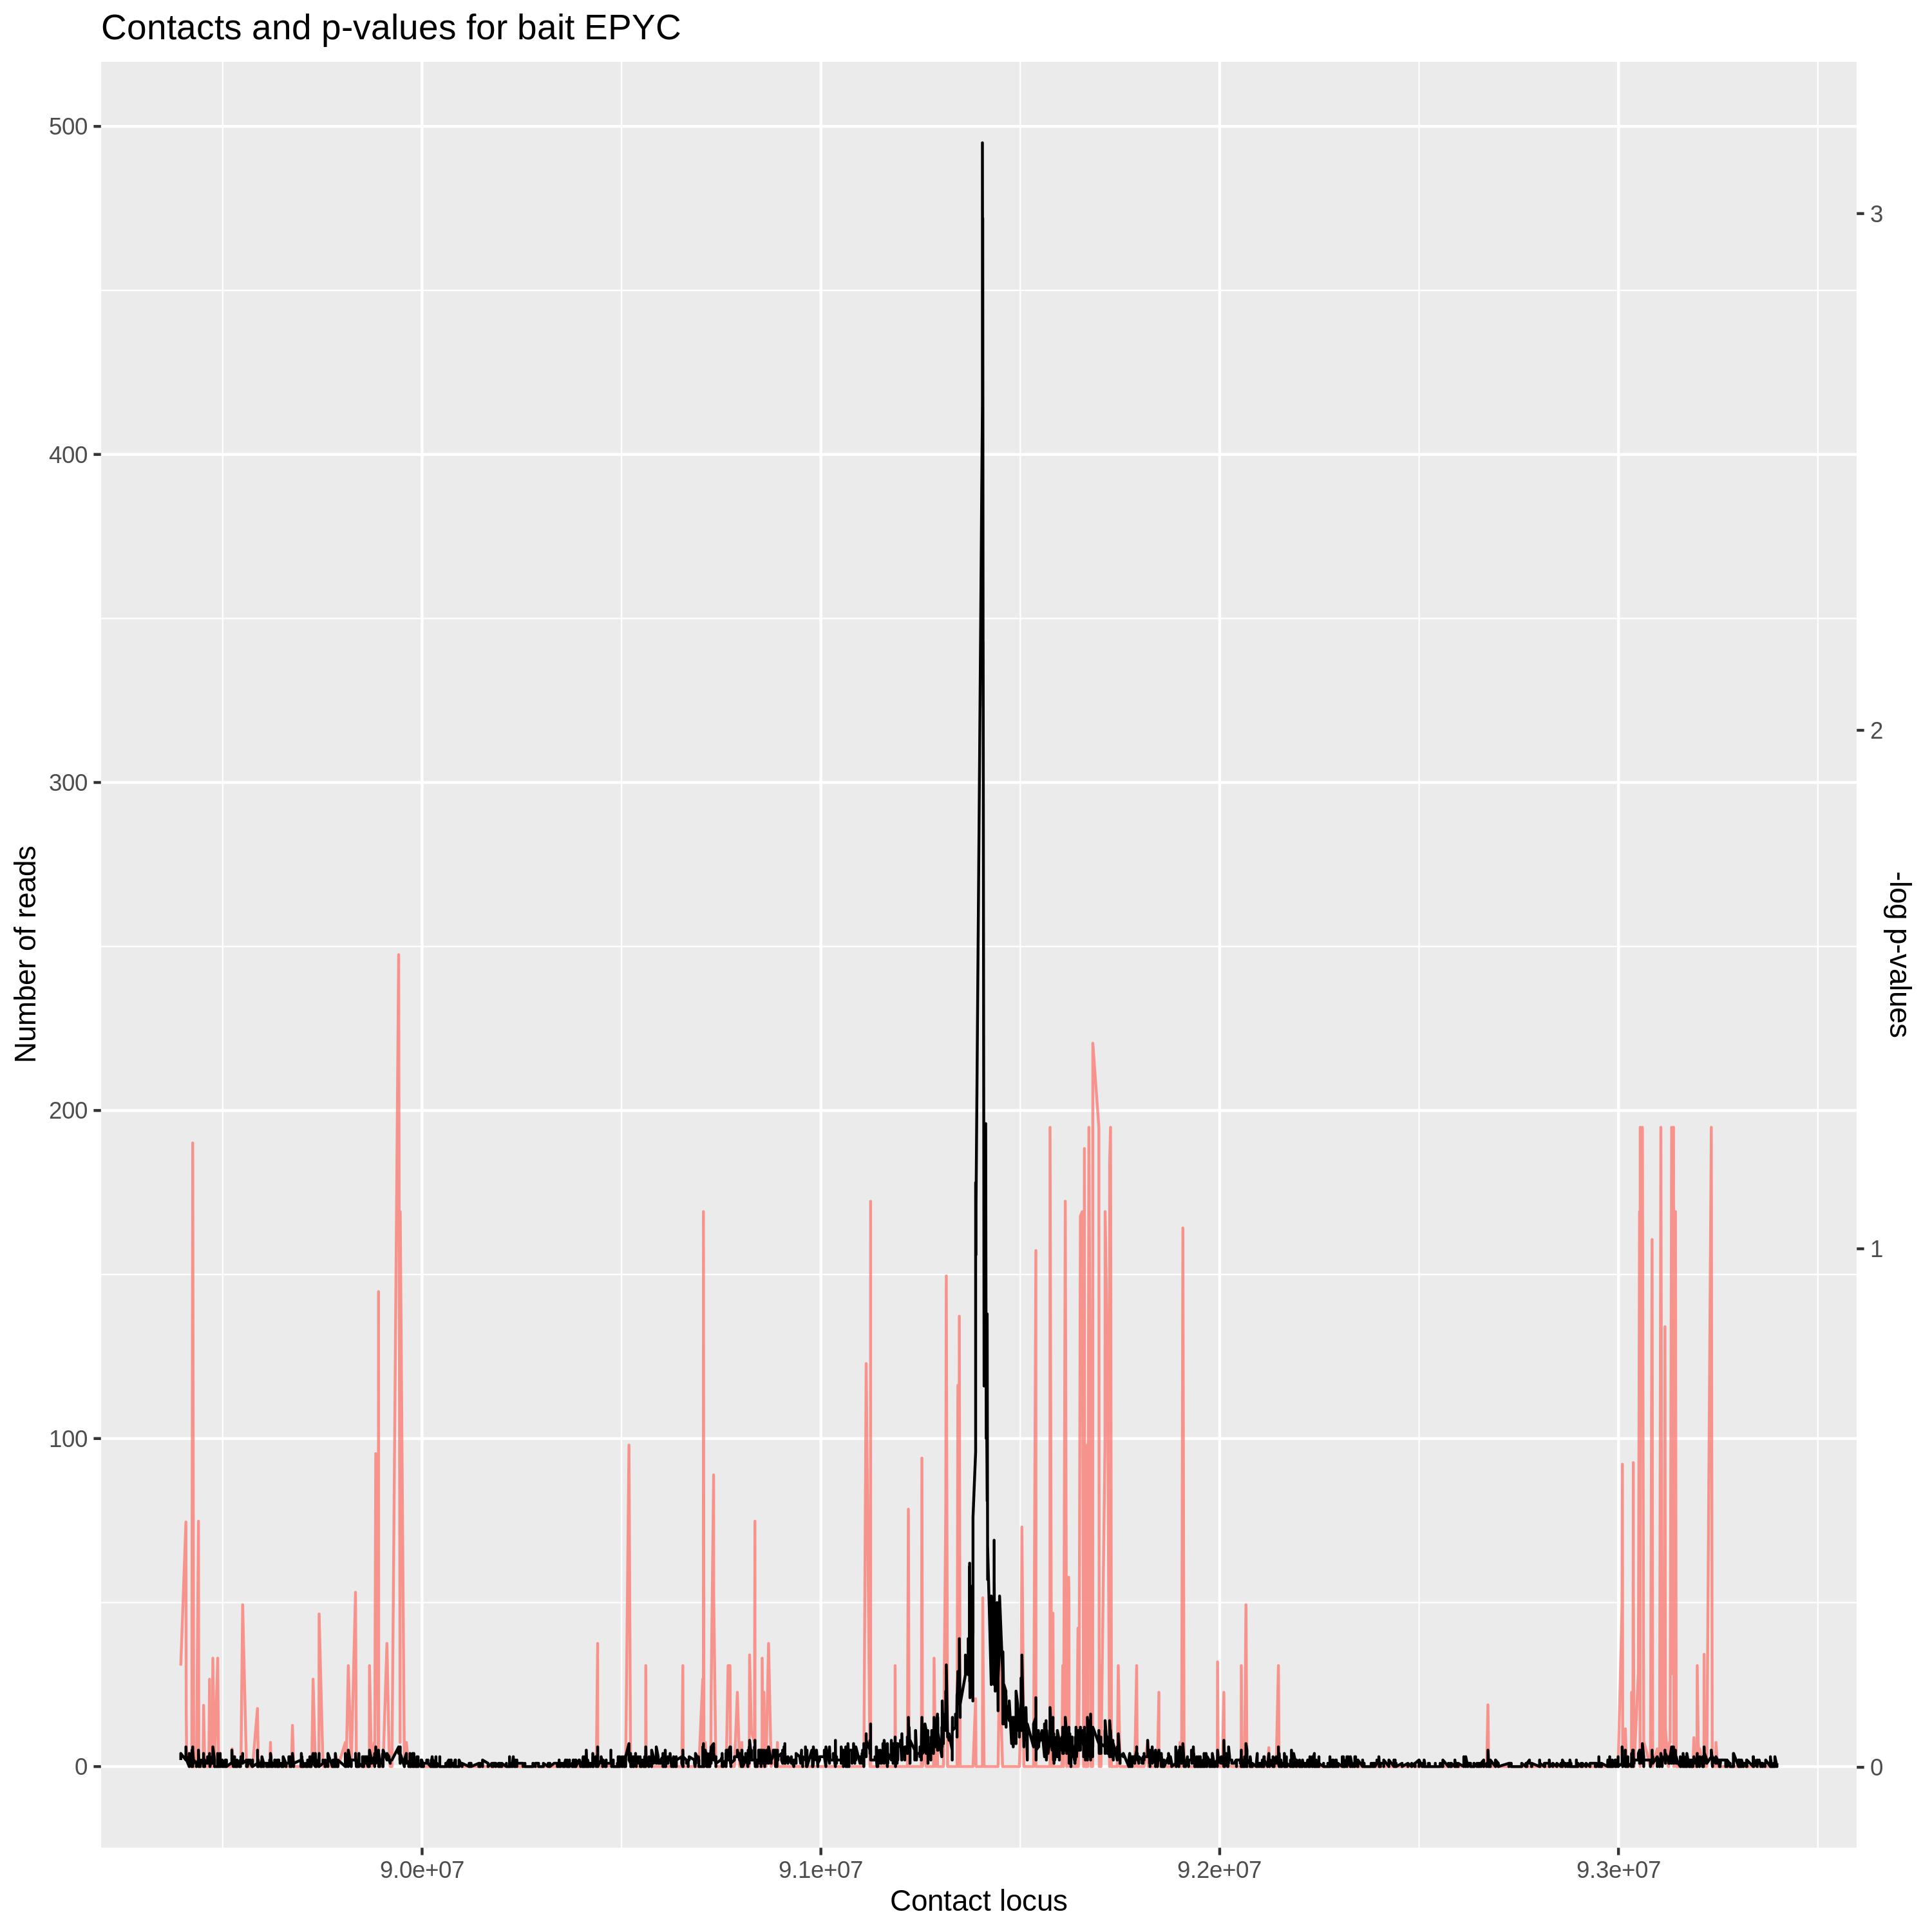 Contacts and p-values for bait EPYC
Number of reads
500
400
300
200
100
0
3
2
1
0
-log p-values
9.0e+07
9.1e+07
9.2e+07
9.3e+07
Contact locus